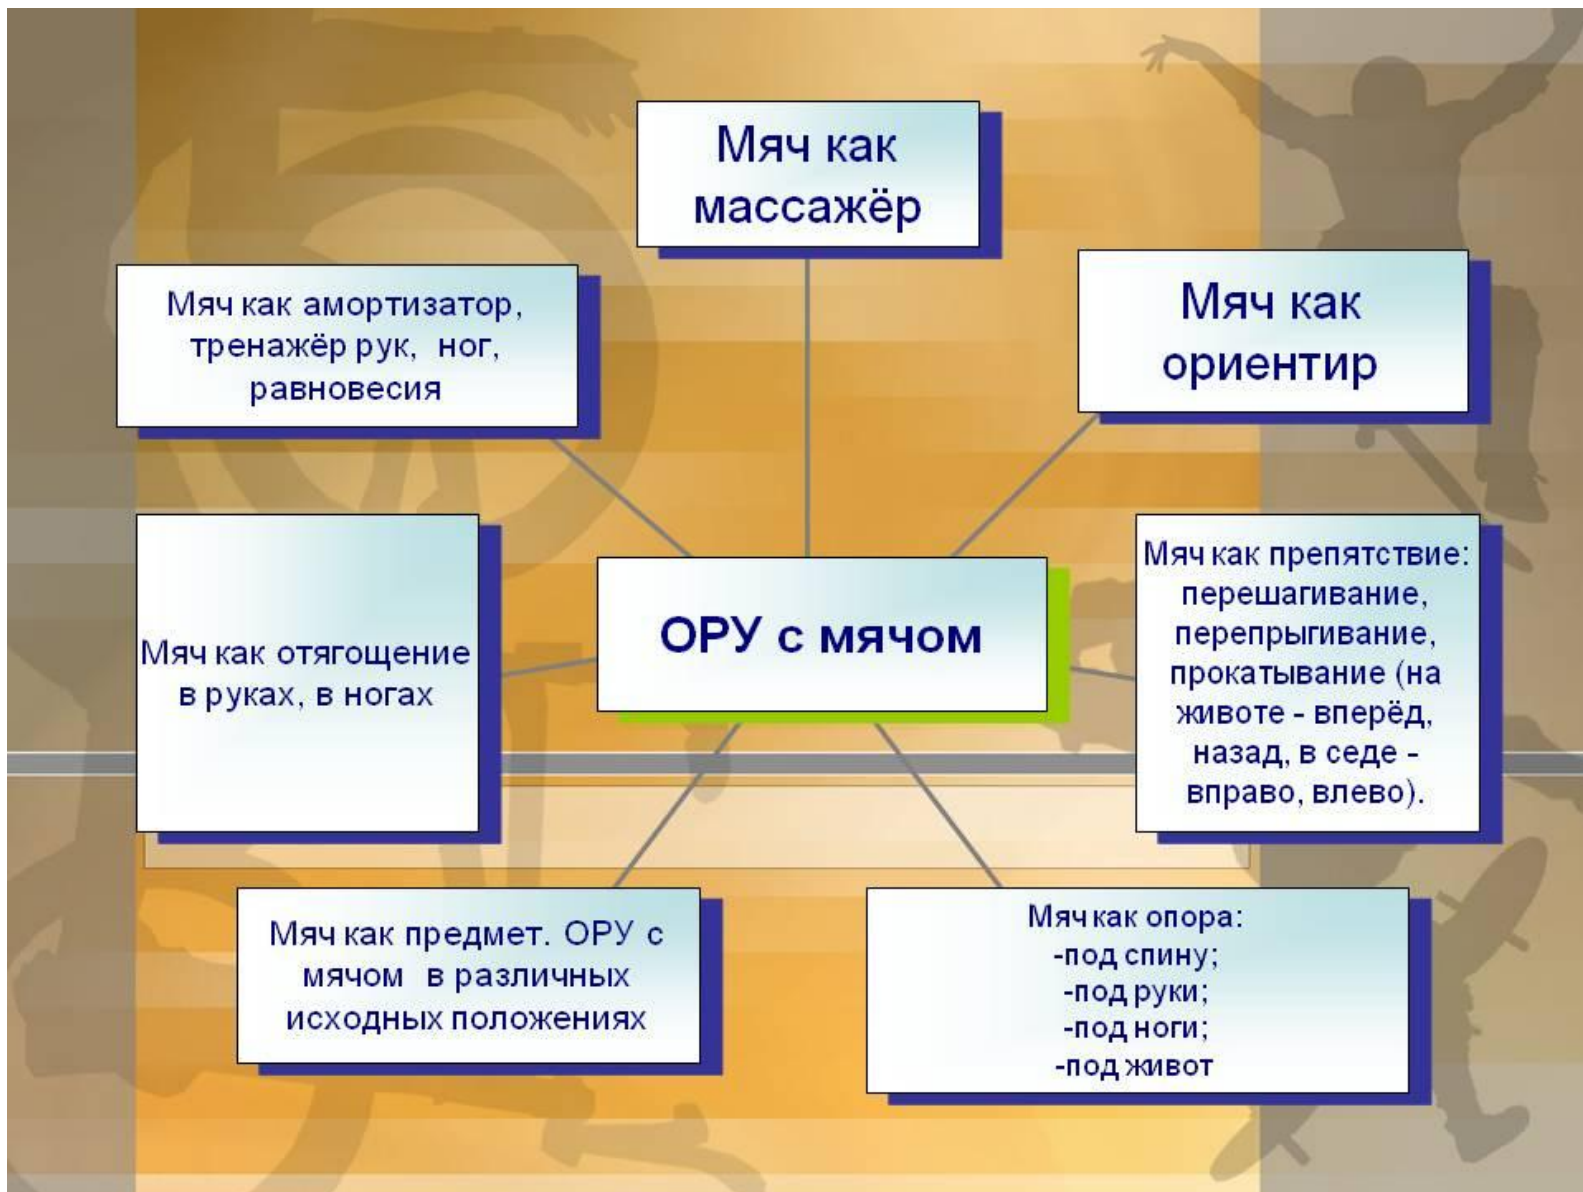 Мяч как
массажёр
Мяч как амортизатор,
тренажёр рук, ног,
равновесия
Мяч как
ориентир
Мяч как отягощение
в руках, в ногах
ОРУ с мячом
Мяч как препятствие:
перешагивание,
перепрыгивание,
прокатывание (на
животе - вперёд,
назад, в седе -
вправо, влево).
Мяч как предмет. ОРУ с
мячом в различных
исходных положениях
Мяч как опора:
-под спину;
-под руки;
-под ноги;
-под живот